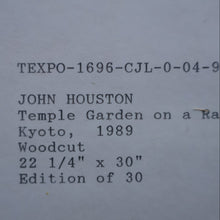 TEXPO-1696-CJL-0-04-9
JOHN HOUSTON
Temple Garden on a Ra
Kyoto, 1989
Woodcut
22 1/4" x 30"
Edition of 30